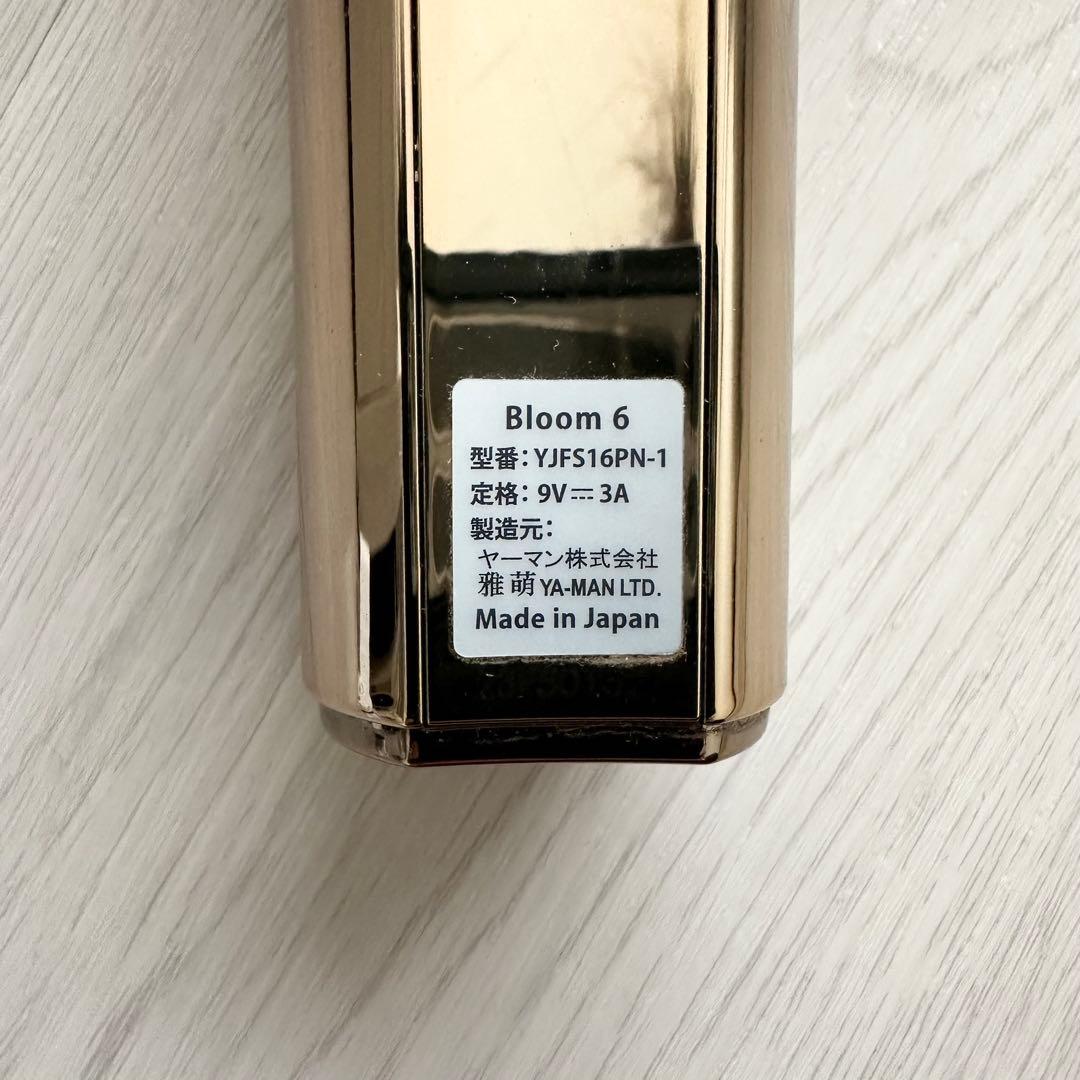 Bloom 6
型番：YJFS16PN-1
定格：9V⎓3A
製造元：
ヤーマン株式会社
雅萌 YA-MAN LTD.
Made in Japan